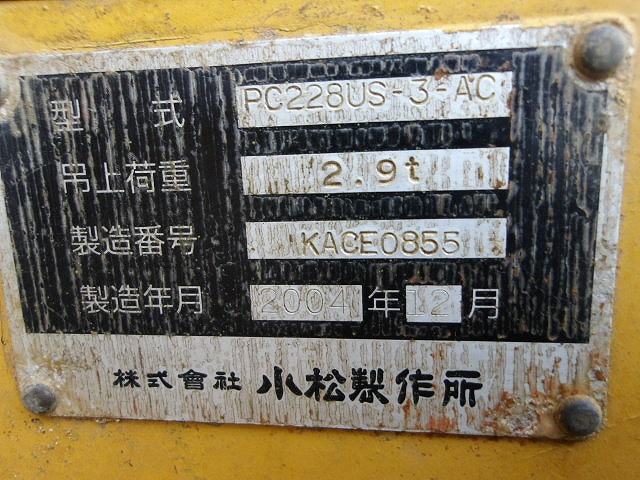 型式 PC228US-3-AC
吊上荷重 2.9t
製造番号 KACE0855
製造年月 2004年12月
株式會社 小松製作所